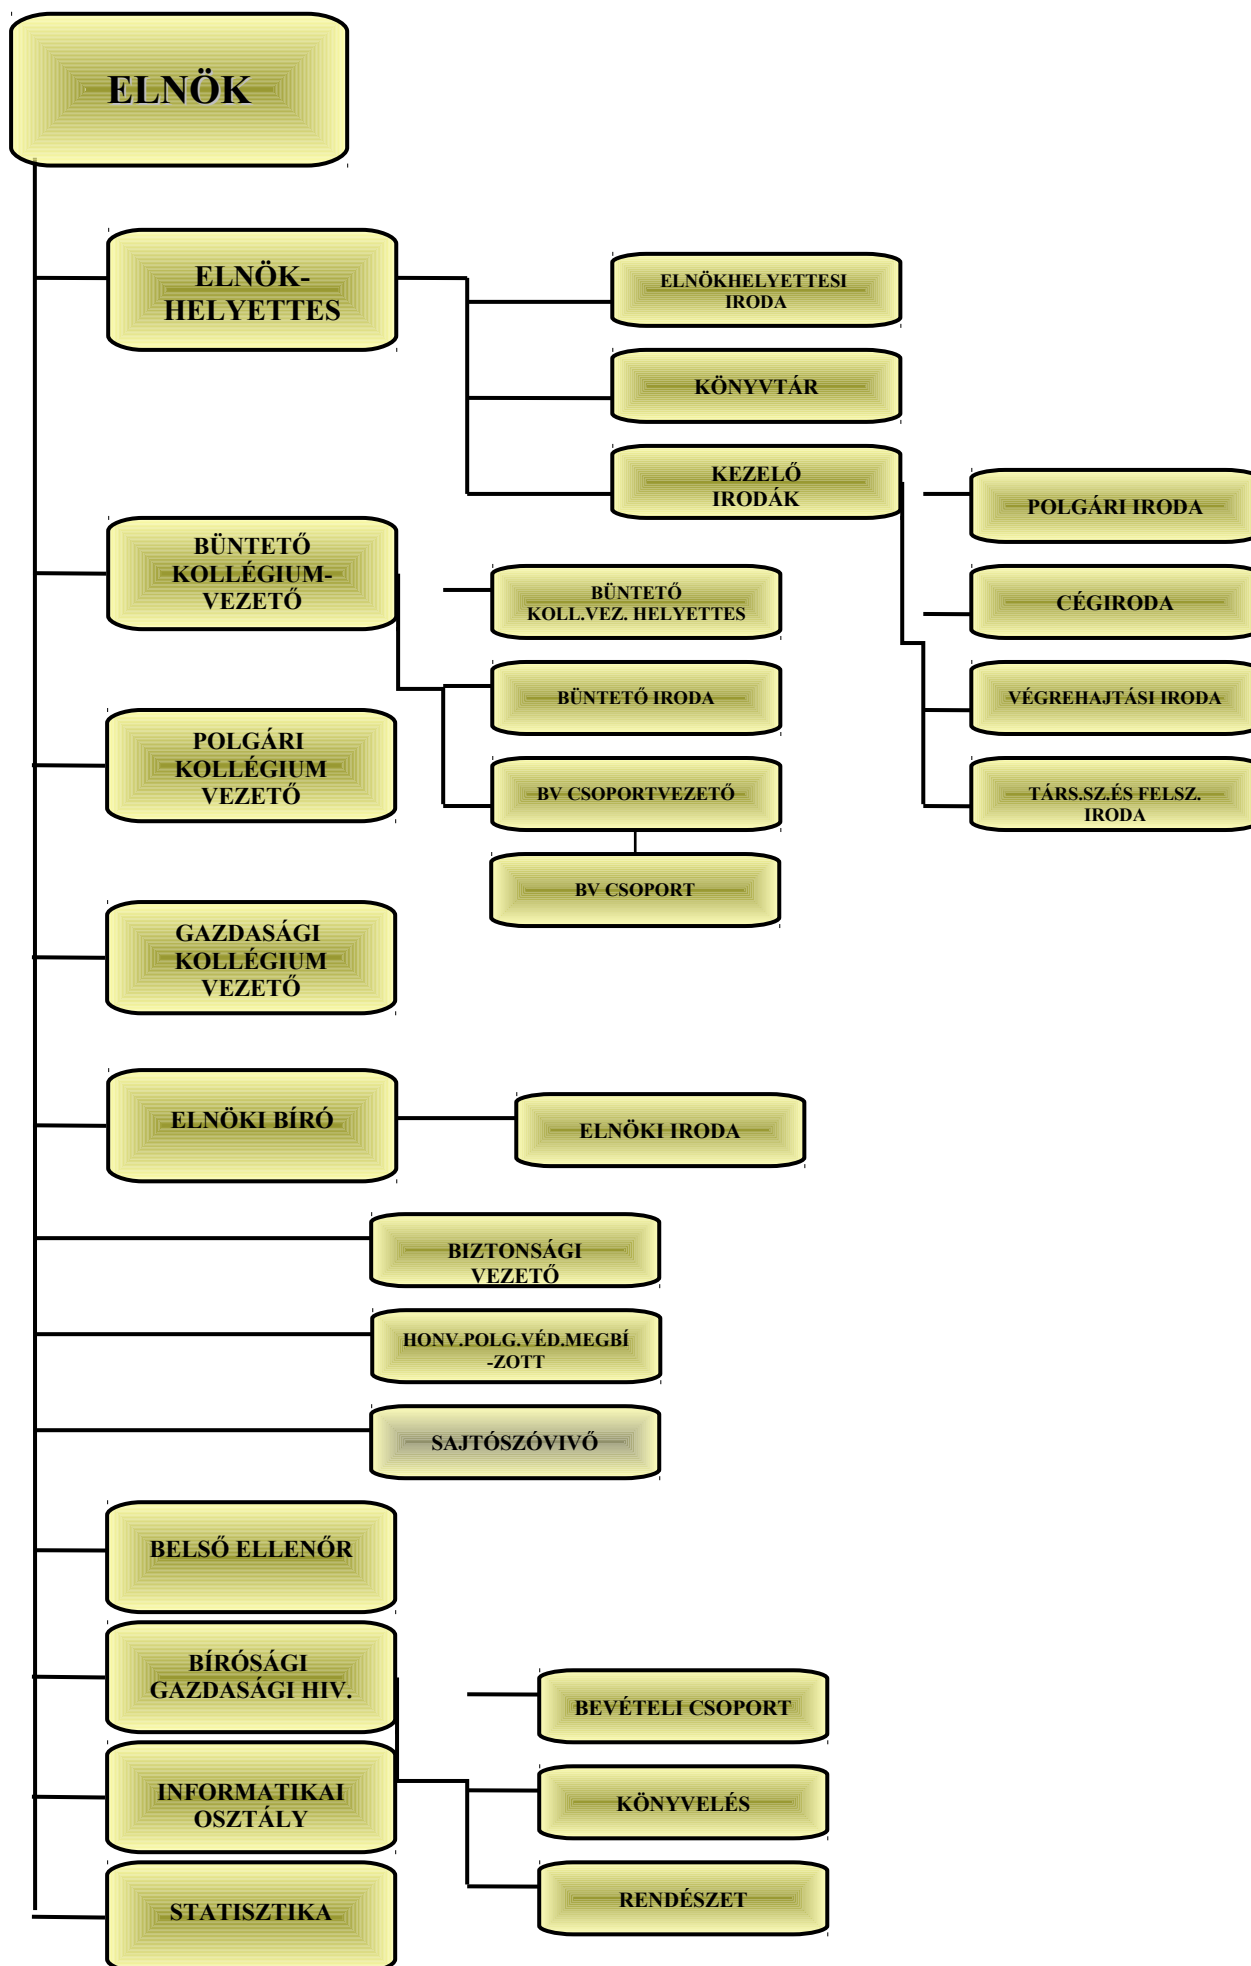 ELNÖK
ELNÖK-
HELYETTES
ELNÖKHELYETTESI
IRODA
KÖNYVTÁR
KEZELŐ
IRODÁK
POLGÁRI IRODA
CÉGIRODA
VÉGREHAJTÁSI IRODA
TÁRS.SZ.ÉS FELSZ.
IRODA
BÜNTETŐ
KOLLÉGIUM-
VEZETŐ
BÜNTETŐ
KOLL.VEZ. HELYETTES
BÜNTETŐ IRODA
BV CSOPORTVEZETŐ
BV CSOPORT
POLGÁRI
KOLLÉGIUM
VEZETŐ
GAZDASÁGI
KOLLÉGIUM
VEZETŐ
ELNÖKI BÍRÓ
ELNÖKI IRODA
BIZTONSÁGI
VEZETŐ
HONV.POLG.VÉD.MEGBÍ
-ZOTT
SAJTÓSZÓVIVŐ
BELSŐ ELLENŐR
BÍRÓSÁGI
GAZDASÁGI HIV.
BEVÉTELI CSOPORT
KÖNYVELÉS
RENDÉSZET
INFORMATIKAI
OSZTÁLY
STATISZTIKA